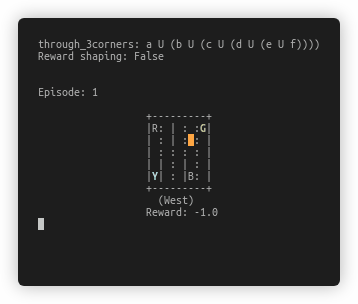 through_3corners: a U (b U (c U (d U (e U f))))
Reward shaping: False
Episode: 1
+---------+
|R: | : :G|
| : | : : |
| : : : : |
| | : | : |
|Y| : |B: |
+---------+
(West)
Reward: -1.0